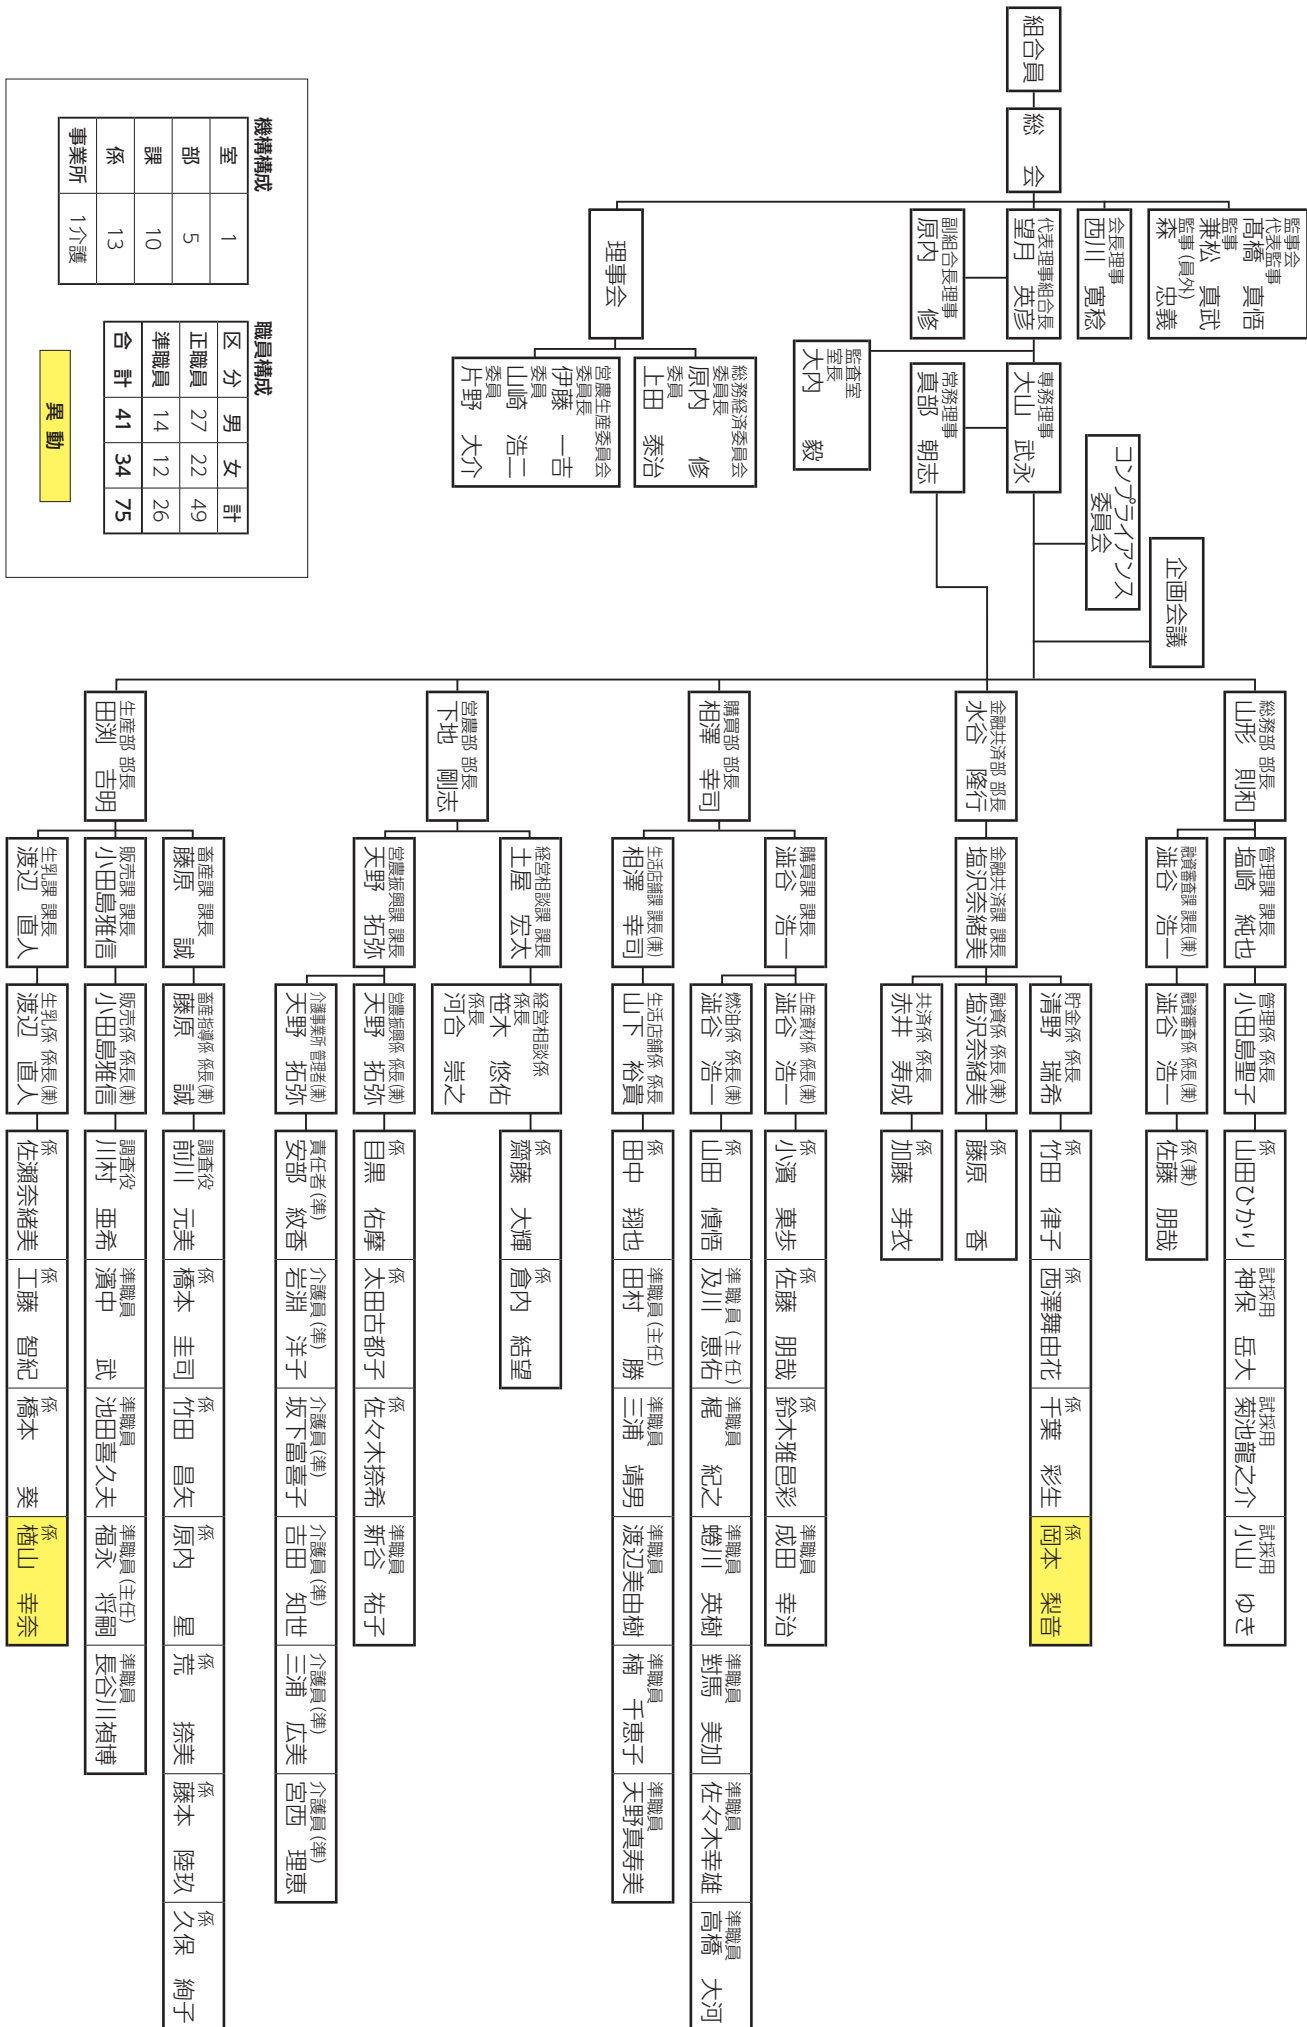 組合員
総　会
監事会
代表監事
髙橋　真悟
監事
兼松　真武
監事（員外）
森　忠義
会長理事
西川　寛稔
代表理事組合長
望月　英彦
副組合長理事
原内　修
理事会
専務理事
大山　武永
常務理事
真部　朝志
監査室
室長
大内　毅
総務経済委員会
委員長
原内　修
委員
上田　泰治
営農生産委員会
委員長
伊藤　一吉
委員
山崎　浩二
委員
片野　大介
コンプライアンス
委員会
企画会議
総務部 部長
山形　則和
管理課 課長
塩崎　純也
管理係 係長
小田島聖子
係
山田ひかり
試採用
神保　岳大
試採用
菊池龍之介
試採用
小山　ゆき
融資審査課 課長(兼)
澁谷　浩一
融資審査係 係長(兼)
澁谷　浩一
係(兼)
佐藤　朋哉
金融共済部 部長
水谷　隆行
金融共済課 課長
塩沢奈緒美
貯金係 係長
清野　瑞希
係
竹田　律子
係
西澤舞由花
係
千葉　彩生
係
岡本　梨音
融資係 係長(兼)
塩沢奈緒美
係
藤原　香
共済係 係長
赤井　寿成
係
加藤　芽衣
購買部 部長
相澤　幸司
購買課 課長
澁谷　浩一
生産資材係 係長(兼)
澁谷　浩一
係
小濱　菓歩
係
佐藤　朋哉
係
鈴木雅邑彩
準職員
成田　幸治
燃油係 係長(兼)
澁谷　浩一
係
山田　慎悟
準職員(主任)
及川　恵佑
準職員
梶　紀之
準職員
蜷川　英樹
準職員
對馬　美加
準職員
佐々木幸雄
準職員
高橋　大河
生活店舗課 課長(兼)
相澤　幸司
生活店舗係 係長
山下　裕貴
係
田中　翔也
準職員(主任)
田村　勝
準職員
三浦　靖男
準職員
渡辺美由樹
準職員
楠　千恵子
準職員
天野真寿美
営農部 部長
下地　剛志
経営相談課 課長
土屋　宏太
経営相談係
係長
笹木　悠佑
係長
河合　崇之
係
齋藤　大輝
係
倉内　結望
営農振興課 課長
天野　拓弥
営農振興係 係長(兼)
天野　拓弥
係
目黒　佑摩
係
太田古都子
係
佐々木捺希
準職員
新谷　祐子
介護事業所 管理者(兼)
天野　拓弥
責任者(準)
安部　紋香
介護員(準)
岩淵　洋子
介護員(準)
坂下富喜子
介護員(準)
吉田　知世
介護員(準)
三浦　広美
介護員(準)
宮西　理恵
生産部 部長
田渕　吉明
畜産課 課長
藤原　誠
畜産指導係 係長(兼)
藤原　誠
調査役
前川　元美
係
橋本　圭司
係
竹田　昌矢
係
原内　星
係
荒　捺美
係
藤本　陸玖
係
久保　絢子
販売課 課長
小田島雅信
販売係 係長(兼)
小田島雅信
調査役
川村　亜希
準職員
濱中　武
準職員
池田喜久夫
準職員(主任)
福永　将嗣
準職員
長谷川禎博
生乳課 課長
渡辺　直人
生乳係 係長(兼)
渡辺　直人
係
佐瀬奈緒美
係
工藤　智紀
係
橋本　葵
係
楢山　幸奈
機構構成
室　1
部　5
課　10
係　13
事業所　1介護
職員構成
区　分　男　女　計
正職員　27　22　49
準職員　14　12　26
合　計　41　34　75
異動